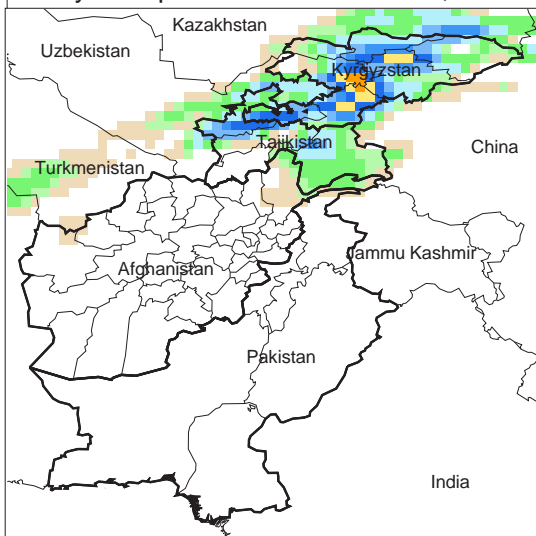 Kazakhstan
Uzbekistan
Kyrgyzstan
Tajikistan
China
Turkmenistan
Jammu Kashmir
Afghanistan
Pakistan
India